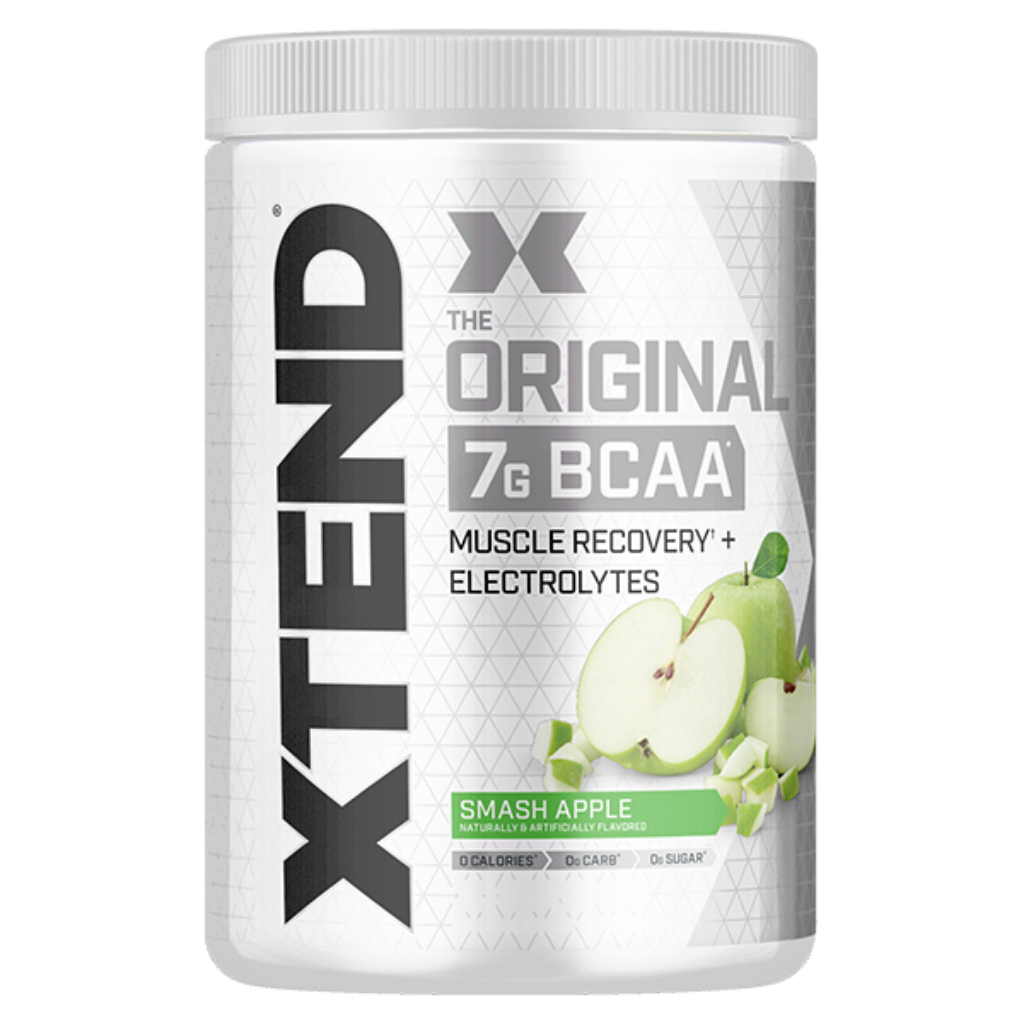 XTEND®
THE
ORIGINAL
7G BCAA*
MUSCLE RECOVERY† +
ELECTROLYTES
SMASH APPLE
NATURALLY & ARTIFICIALLY FLAVORED
0 CALORIES* 0G CARB* 0G SUGAR*